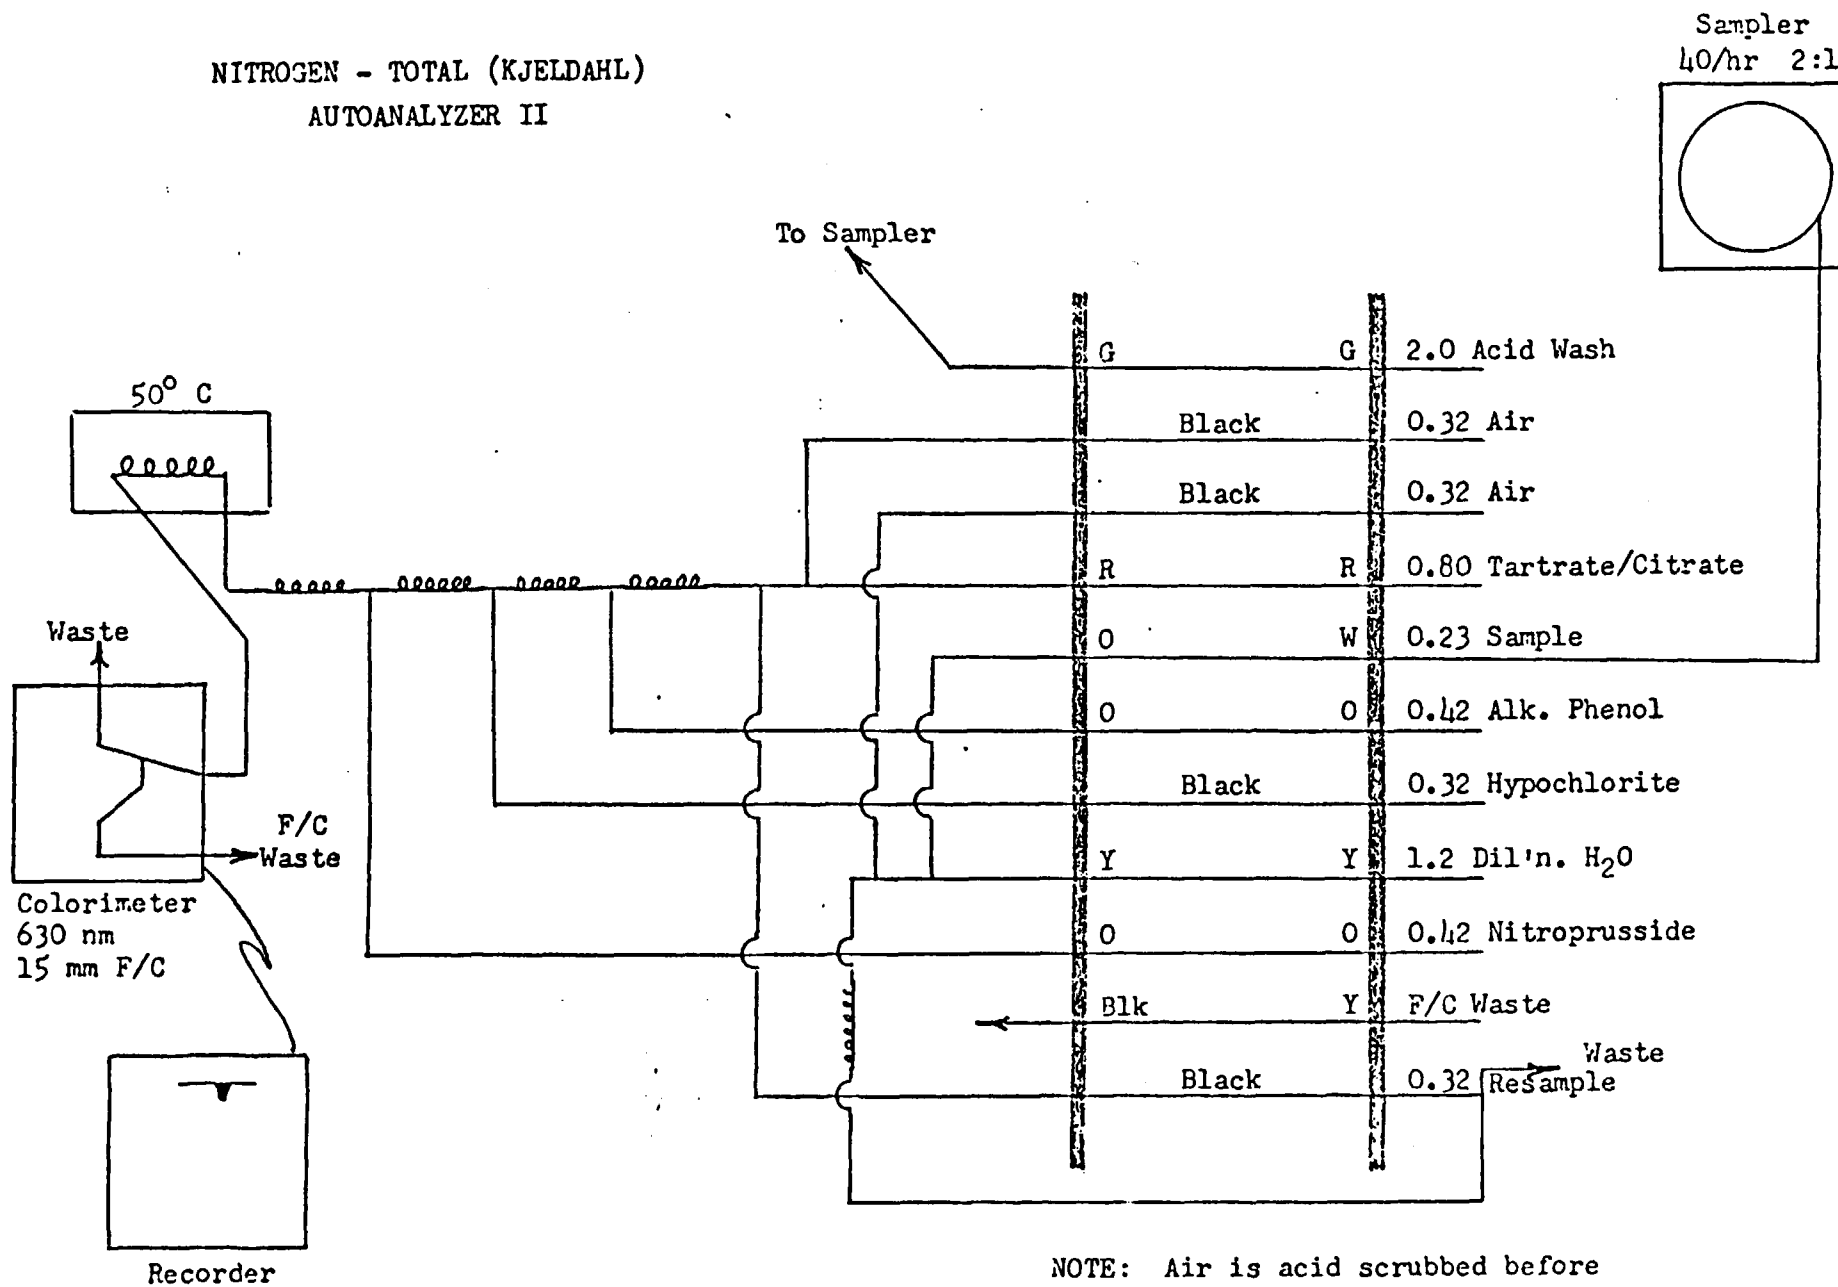 NITROGEN - TOTAL (KJELDAHL)
AUTOANALYZER II
Sampler
40/hr 2:1
To Sampler
G G 2.0 Acid Wash
Black 0.32 Air
Black 0.32 Air
R R 0.80 Tartrate/Citrate
O W 0.23 Sample
O O 0.42 Alk. Phenol
Black 0.32 Hypochlorite
Y Y 1.2 Dil'n. H₂O
O O 0.42 Nitroprusside
Blk Y F/C Waste
Waste
Black 0.32 Resample
50° C
Waste
F/C
Waste
Colorimeter
630 nm
15 mm F/C
Recorder
NOTE: Air is acid scrubbed before